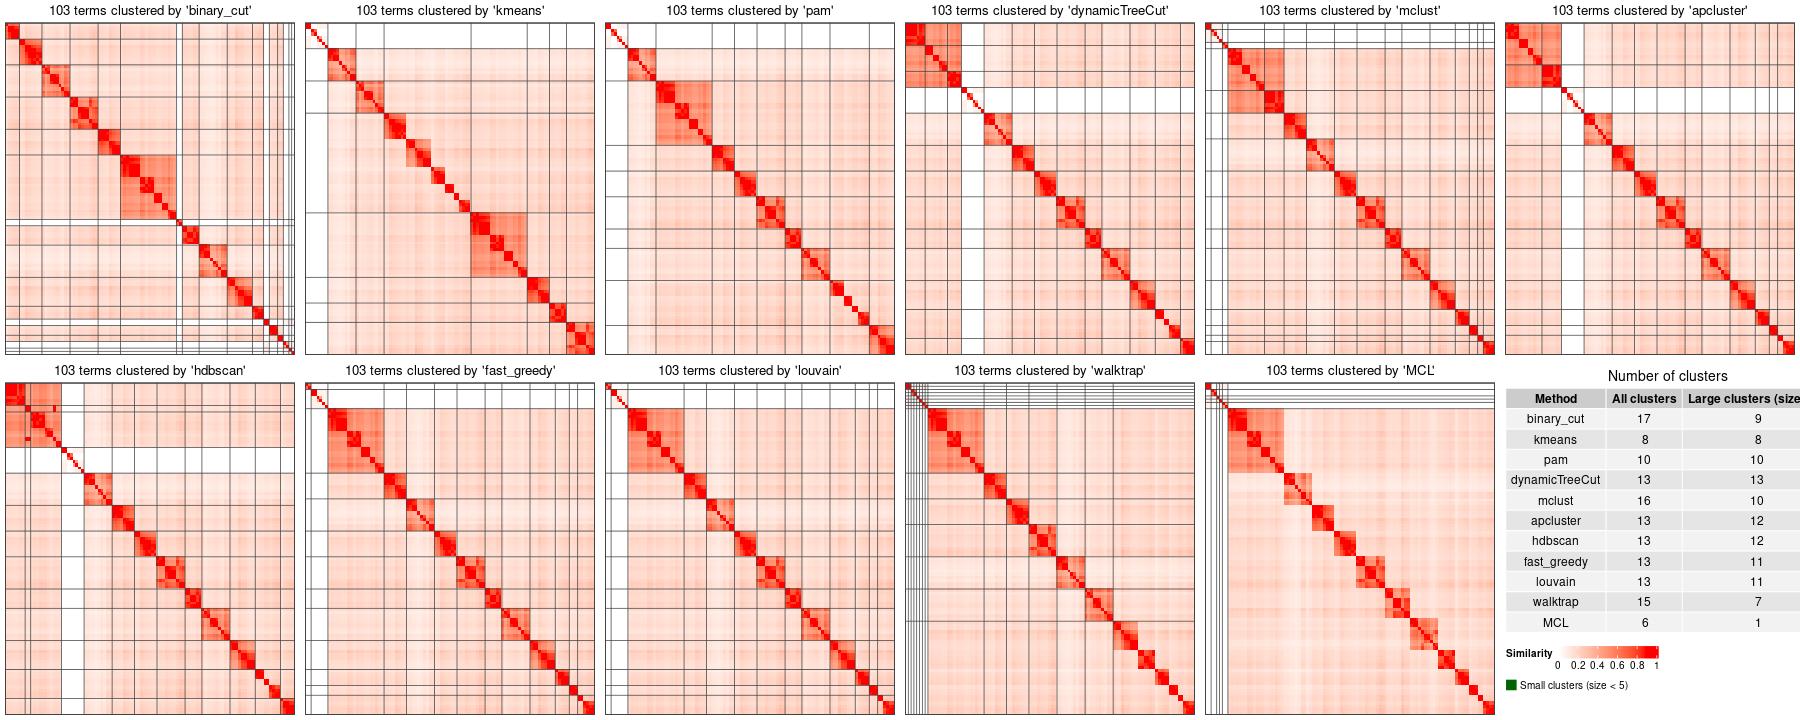 103 terms clustered by 'binary_cut'
103 terms clustered by 'kmeans'
103 terms clustered by 'pam'
103 terms clustered by 'dynamicTreeCut'
103 terms clustered by 'mclust'
103 terms clustered by 'apcluster'
103 terms clustered by 'hdbscan'
103 terms clustered by 'fast_greedy'
103 terms clustered by 'louvain'
103 terms clustered by 'walktrap'
103 terms clustered by 'MCL'
Number of clusters
Method All clusters Large clusters (size
binary_cut 17 9
kmeans 8 8
pam 10 10
dynamicTreeCut 13 13
mclust 16 10
apcluster 13 12
hdbscan 13 12
fast_greedy 13 11
louvain 13 11
walktrap 15 7
MCL 6 1
Similarity
0 0.2 0.4 0.6 0.8 1
Small clusters (size < 5)